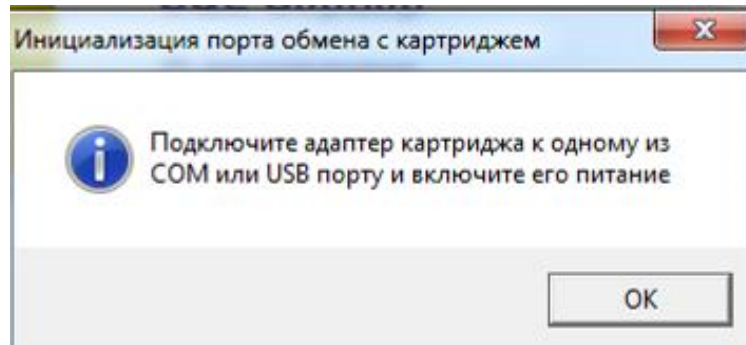 Инициализация порта обмена с картриджем
Подключите адаптер картриджа к одному из
COM или USB порту и включите его питание
OK